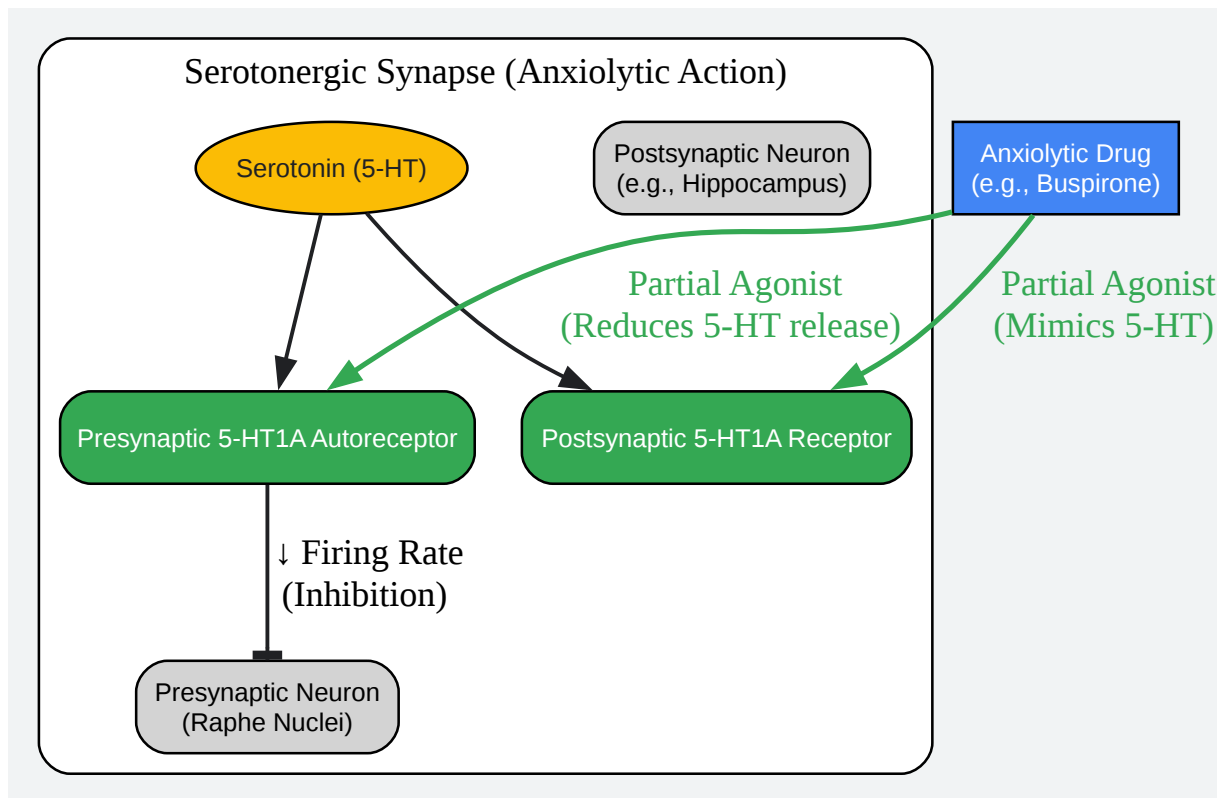 Serotonergic Synapse (Anxiolytic Action)
Serotonin (5-HT)
Postsynaptic Neuron
(e.g., Hippocampus)
Anxiolytic Drug
(e.g., Buspirone)
Partial Agonist
(Reduces 5-HT release)
Partial Agonist
(Mimics 5-HT)
Presynaptic 5-HT1A Autoreceptor
Postsynaptic 5-HT1A Receptor
↓ Firing Rate
(Inhibition)
Presynaptic Neuron
(Raphe Nuclei)